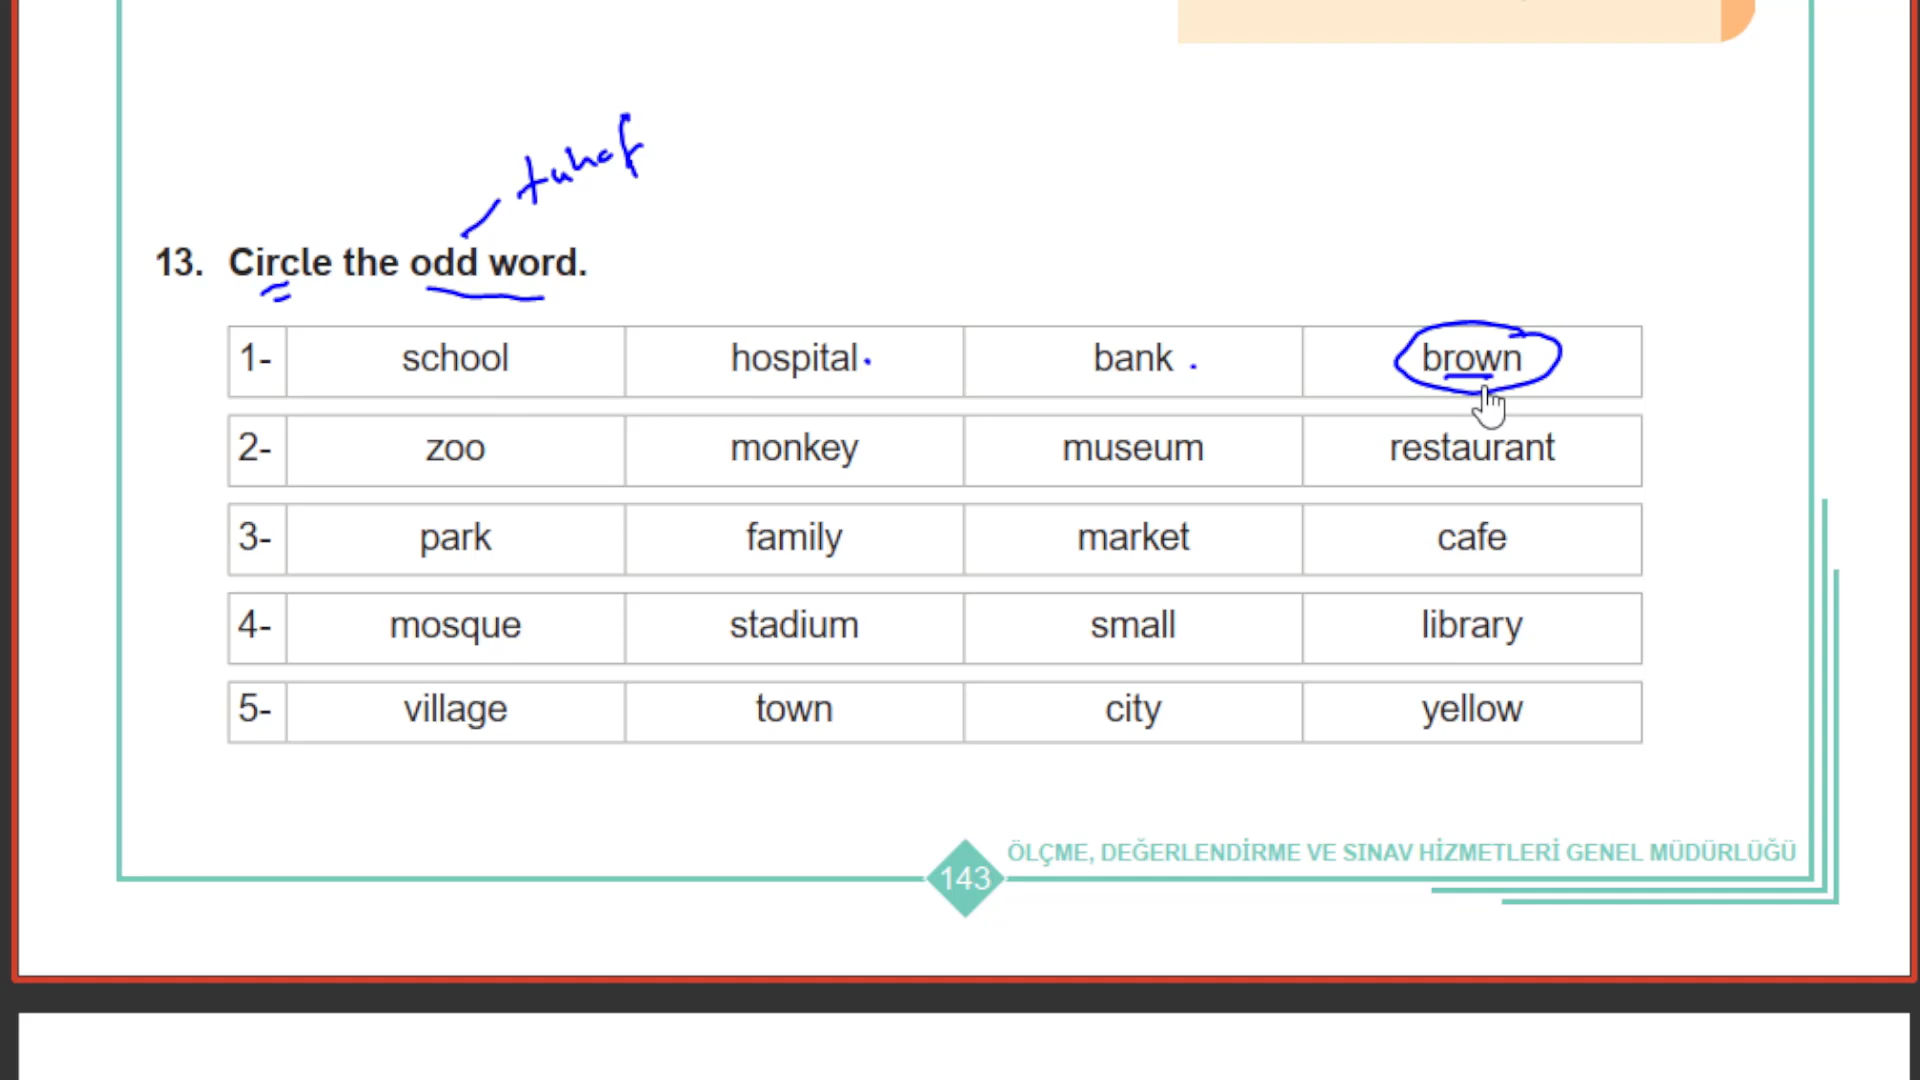 tuhaf
13. Circle the odd word.
1- school hospital bank brown
2- zoo monkey museum restaurant
3- park family market cafe
4- mosque stadium small library
5- village town city yellow
ÖLÇME, DEĞERLENDİRME VE SINAV HİZMETLERİ GENEL MÜDÜRLÜĞÜ
143